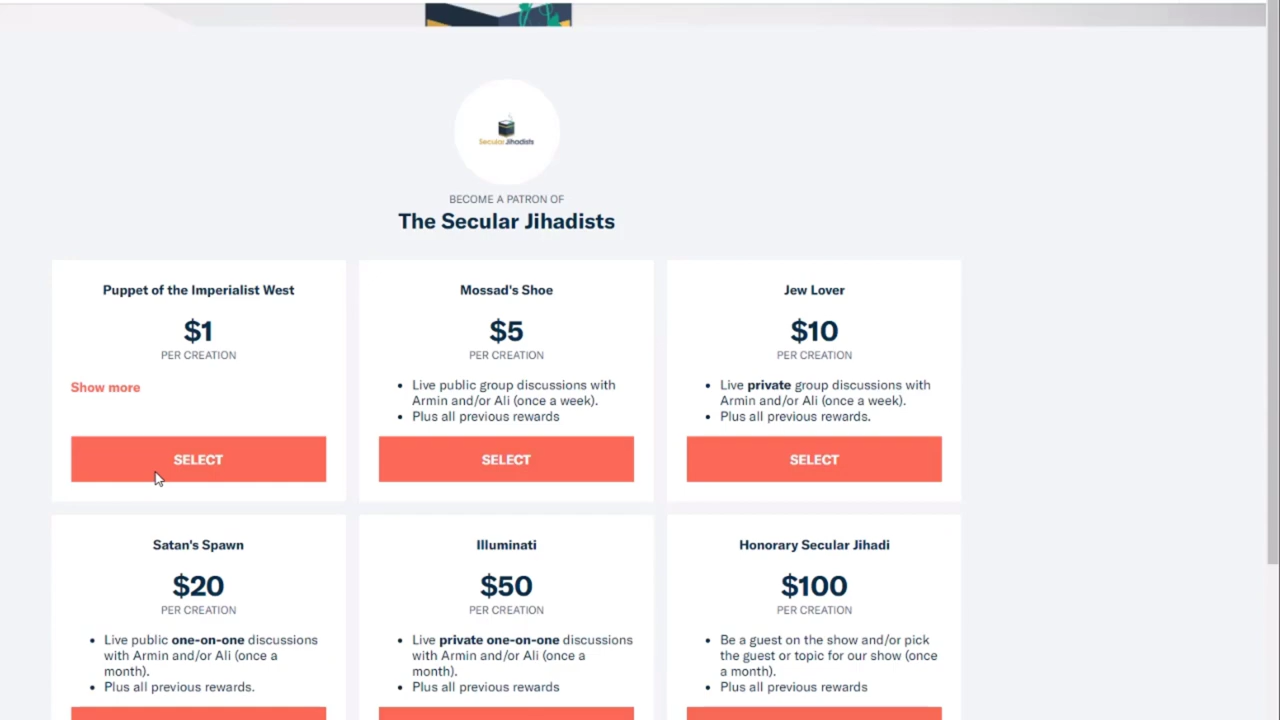 Secular Jihadists
BECOME A PATRON OF
The Secular Jihadists
Puppet of the Imperialist West
$1
PER CREATION
Show more
SELECT
Mossad's Shoe
$5
PER CREATION
• Live public group discussions with
Armin and/or Ali (once a week).
• Plus all previous rewards
SELECT
Jew Lover
$10
PER CREATION
• Live private group discussions with
Armin and/or Ali (once a week).
• Plus all previous rewards.
SELECT
Satan's Spawn
$20
PER CREATION
• Live public one-on-one discussions
with Armin and/or Ali (once a
month).
• Plus all previous rewards.
Illuminati
$50
PER CREATION
• Live private one-on-one discussions
with Armin and/or Ali (once a
month).
• Plus all previous rewards
Honorary Secular Jihadi
$100
PER CREATION
• Be a guest on the show and/or pick
the guest or topic for our show (once
a month).
• Plus all previous rewards